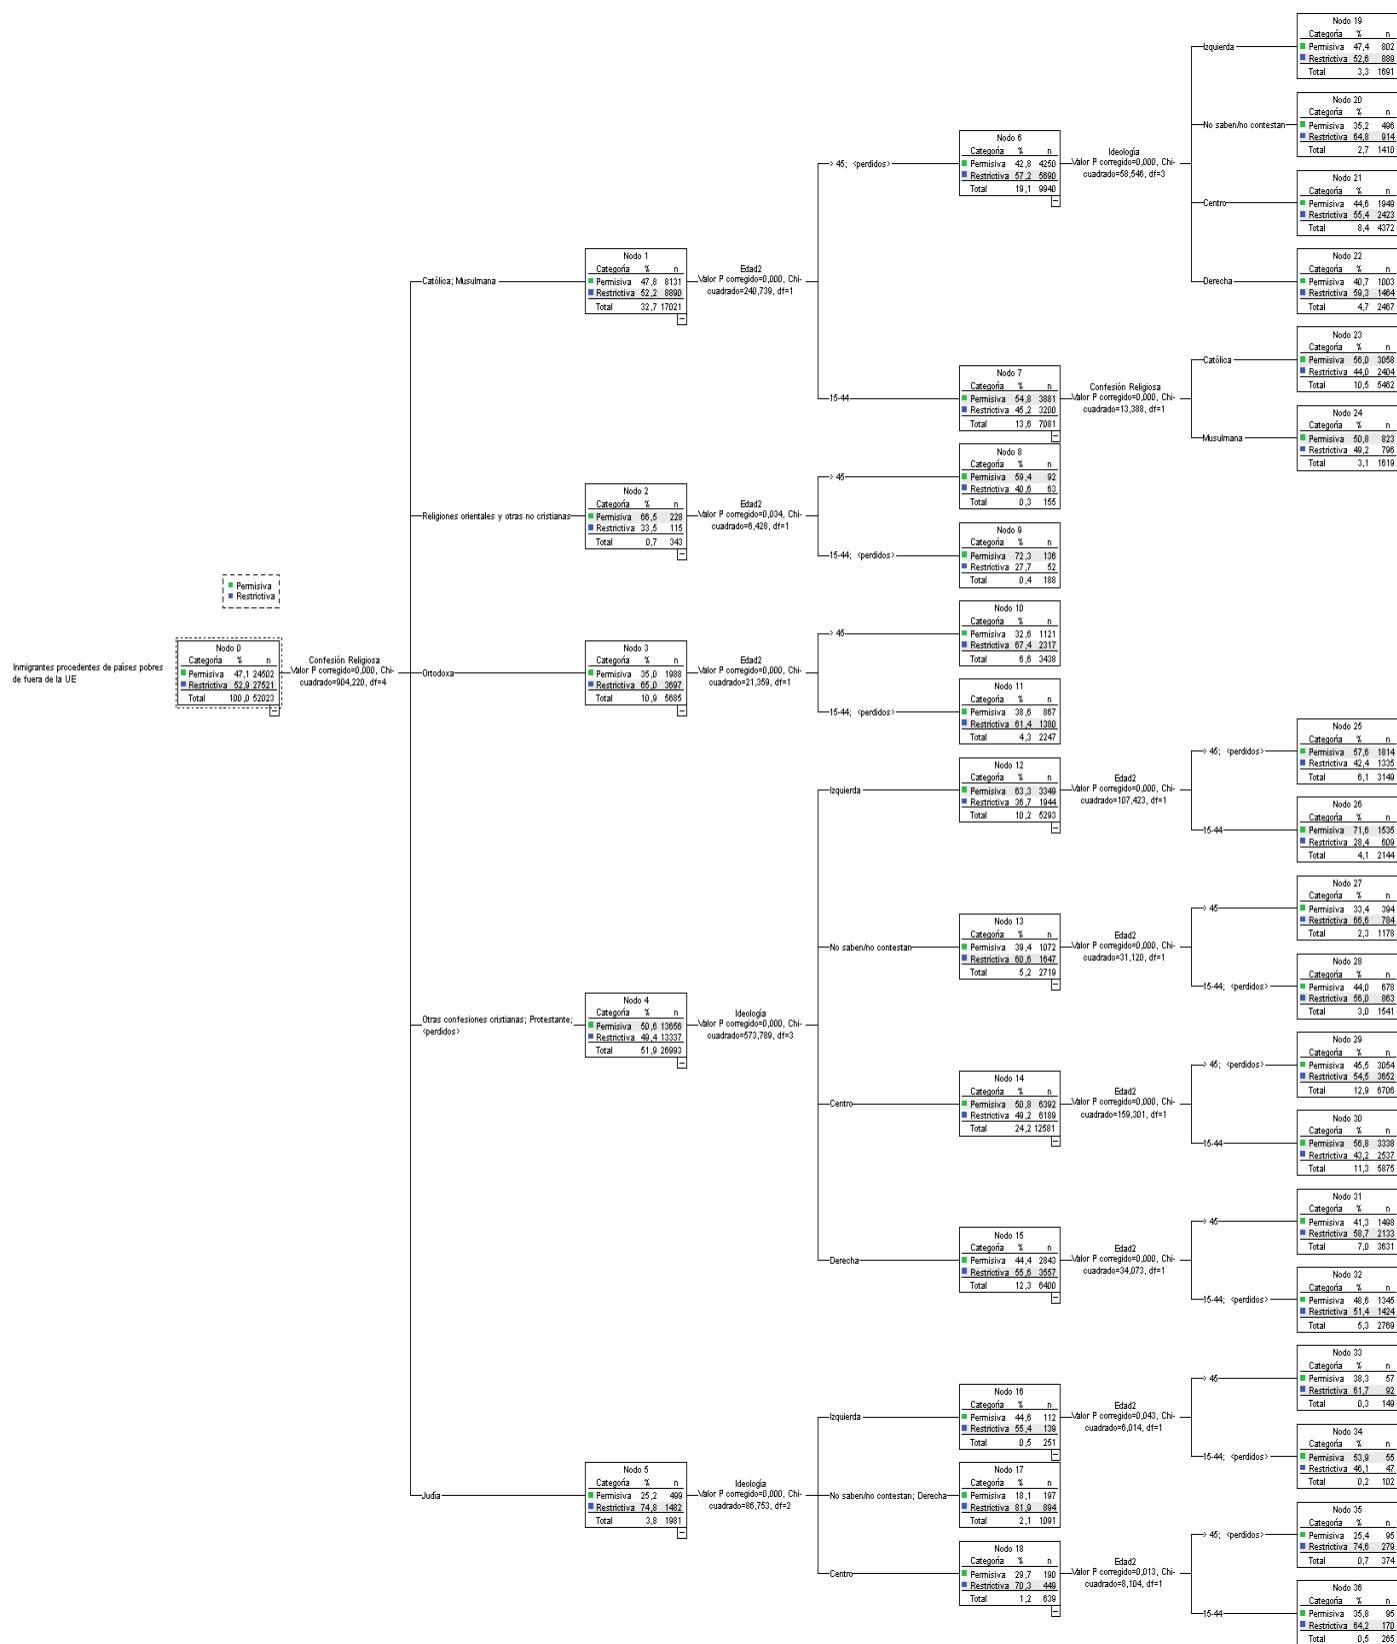 Permisiva
Restrictiva
Inmigrantes procedentes de países pobres
de fuera de la UE
Nodo 0
Categoría % n
Permisiva 47,1 24502
Restrictiva 52,9 27521
Total 100,0 52023
Confesión Religiosa
Valor P corregido=0,000, Chi-
cuadrado=904,220, df=4
Católica; Musulmana
Nodo 1
Categoría % n
Permisiva 47,8 8131
Restrictiva 52,2 8890
Total 32,7 17021
Edad2
Valor P corregido=0,000, Chi-
cuadrado=240,739, df=1
> 45; <perdidos>
Nodo 6
Categoría % n
Permisiva 42,8 4250
Restrictiva 57,2 5690
Total 19,1 9940
Ideología
Valor P corregido=0,000, Chi-
cuadrado=58,546, df=3
Izquierda
Nodo 19
Categoría % n
Permisiva 47,4 802
Restrictiva 52,6 889
Total 3,3 1691
No saben/no contestan
Nodo 20
Categoría % n
Permisiva 35,2 496
Restrictiva 64,8 914
Total 2,7 1410
Centro
Nodo 21
Categoría % n
Permisiva 44,6 1949
Restrictiva 55,4 2423
Total 8,4 4372
Derecha
Nodo 22
Categoría % n
Permisiva 40,7 1003
Restrictiva 59,3 1464
Total 4,7 2467
15-44
Nodo 7
Categoría % n
Permisiva 54,8 3881
Restrictiva 45,2 3200
Total 13,6 7081
Confesión Religiosa
Valor P corregido=0,000, Chi-
cuadrado=13,388, df=1
Católica
Nodo 23
Categoría % n
Permisiva 56,0 3058
Restrictiva 44,0 2404
Total 10,5 5462
Musulmana
Nodo 24
Categoría % n
Permisiva 50,8 823
Restrictiva 49,2 796
Total 3,1 1619
Religiones orientales y otras no cristianas
Nodo 2
Categoría % n
Permisiva 66,5 228
Restrictiva 33,5 115
Total 0,7 343
Edad2
Valor P corregido=0,034, Chi-
cuadrado=6,428, df=1
> 45
Nodo 8
Categoría % n
Permisiva 59,4 92
Restrictiva 40,6 63
Total 0,3 155
15-44; <perdidos>
Nodo 9
Categoría % n
Permisiva 72,3 136
Restrictiva 27,7 52
Total 0,4 188
Ortodoxa
Nodo 3
Categoría % n
Permisiva 35,0 1988
Restrictiva 65,0 3697
Total 10,9 5685
Edad2
Valor P corregido=0,000, Chi-
cuadrado=21,359, df=1
> 45
Nodo 10
Categoría % n
Permisiva 32,6 1121
Restrictiva 67,4 2317
Total 6,6 3438
15-44; <perdidos>
Nodo 11
Categoría % n
Permisiva 38,6 867
Restrictiva 61,4 1380
Total 4,3 2247
Otras confesiones cristianas; Protestante;
<perdidos>
Nodo 4
Categoría % n
Permisiva 50,6 13656
Restrictiva 49,4 13337
Total 51,9 26993
Ideología
Valor P corregido=0,000, Chi-
cuadrado=573,789, df=3
Izquierda
Nodo 12
Categoría % n
Permisiva 63,3 3349
Restrictiva 36,7 1944
Total 10,2 5293
Edad2
Valor P corregido=0,000, Chi-
cuadrado=107,423, df=1
> 45; <perdidos>
Nodo 25
Categoría % n
Permisiva 57,6 1814
Restrictiva 42,4 1335
Total 6,1 3149
15-44
Nodo 26
Categoría % n
Permisiva 71,6 1535
Restrictiva 28,4 609
Total 4,1 2144
No saben/no contestan
Nodo 13
Categoría % n
Permisiva 39,4 1072
Restrictiva 60,6 1647
Total 5,2 2719
Edad2
Valor P corregido=0,000, Chi-
cuadrado=31,120, df=1
> 45
Nodo 27
Categoría % n
Permisiva 33,4 394
Restrictiva 66,6 784
Total 2,3 1178
15-44; <perdidos>
Nodo 28
Categoría % n
Permisiva 44,0 678
Restrictiva 56,0 863
Total 3,0 1541
Centro
Nodo 14
Categoría % n
Permisiva 50,8 6392
Restrictiva 49,2 6189
Total 24,2 12581
Edad2
Valor P corregido=0,000, Chi-
cuadrado=159,301, df=1
> 45; <perdidos>
Nodo 29
Categoría % n
Permisiva 45,5 3054
Restrictiva 54,5 3652
Total 12,9 6706
15-44
Nodo 30
Categoría % n
Permisiva 56,8 3338
Restrictiva 43,2 2537
Total 11,3 5875
Derecha
Nodo 15
Categoría % n
Permisiva 44,4 2843
Restrictiva 55,6 3557
Total 12,3 6400
Edad2
Valor P corregido=0,000, Chi-
cuadrado=34,073, df=1
> 45
Nodo 31
Categoría % n
Permisiva 41,3 1498
Restrictiva 58,7 2133
Total 7,0 3631
15-44; <perdidos>
Nodo 32
Categoría % n
Permisiva 48,6 1345
Restrictiva 51,4 1424
Total 5,3 2769
Judía
Nodo 5
Categoría % n
Permisiva 25,2 499
Restrictiva 74,8 1482
Total 3,8 1981
Ideología
Valor P corregido=0,000, Chi-
cuadrado=86,753, df=2
Izquierda
Nodo 16
Categoría % n
Permisiva 44,6 112
Restrictiva 55,4 139
Total 0,5 251
Edad2
Valor P corregido=0,043, Chi-
cuadrado=6,014, df=1
> 45
Nodo 33
Categoría % n
Permisiva 38,3 57
Restrictiva 61,7 92
Total 0,3 149
15-44; <perdidos>
Nodo 34
Categoría % n
Permisiva 53,9 55
Restrictiva 46,1 47
Total 0,2 102
No saben/no contestan; Derecha
Nodo 17
Categoría % n
Permisiva 18,1 197
Restrictiva 81,9 894
Total 2,1 1091
Centro
Nodo 18
Categoría % n
Permisiva 29,7 190
Restrictiva 70,3 449
Total 1,2 639
Edad2
Valor P corregido=0,013, Chi-
cuadrado=8,104, df=1
> 45; <perdidos>
Nodo 35
Categoría % n
Permisiva 25,4 95
Restrictiva 74,6 279
Total 0,7 374
15-44
Nodo 36
Categoría % n
Permisiva 35,8 95
Restrictiva 64,2 170
Total 0,5 265